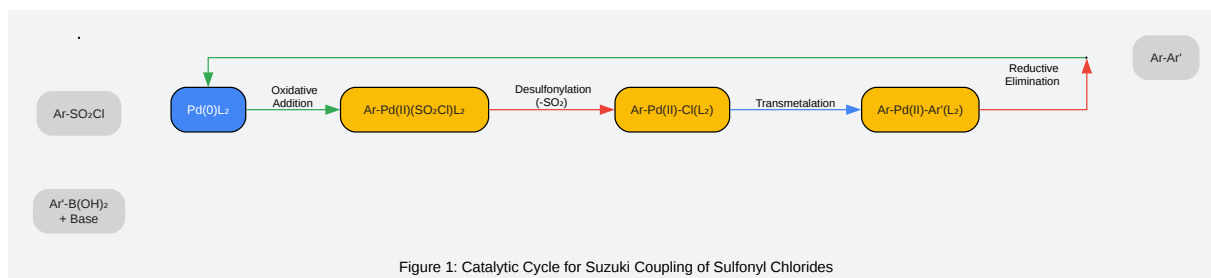 Ar-SO₂Cl
Ar'-B(OH)₂
+ Base
Pd(0)L₂
Oxidative
Addition
Ar-Pd(II)(SO₂Cl)L₂
Desulfonylation
(-SO₂)
Ar-Pd(II)-Cl(L₂)
Transmetalation
Ar-Pd(II)-Ar'(L₂)
Reductive
Elimination
Ar-Ar'
Figure 1: Catalytic Cycle for Suzuki Coupling of Sulfonyl Chlorides